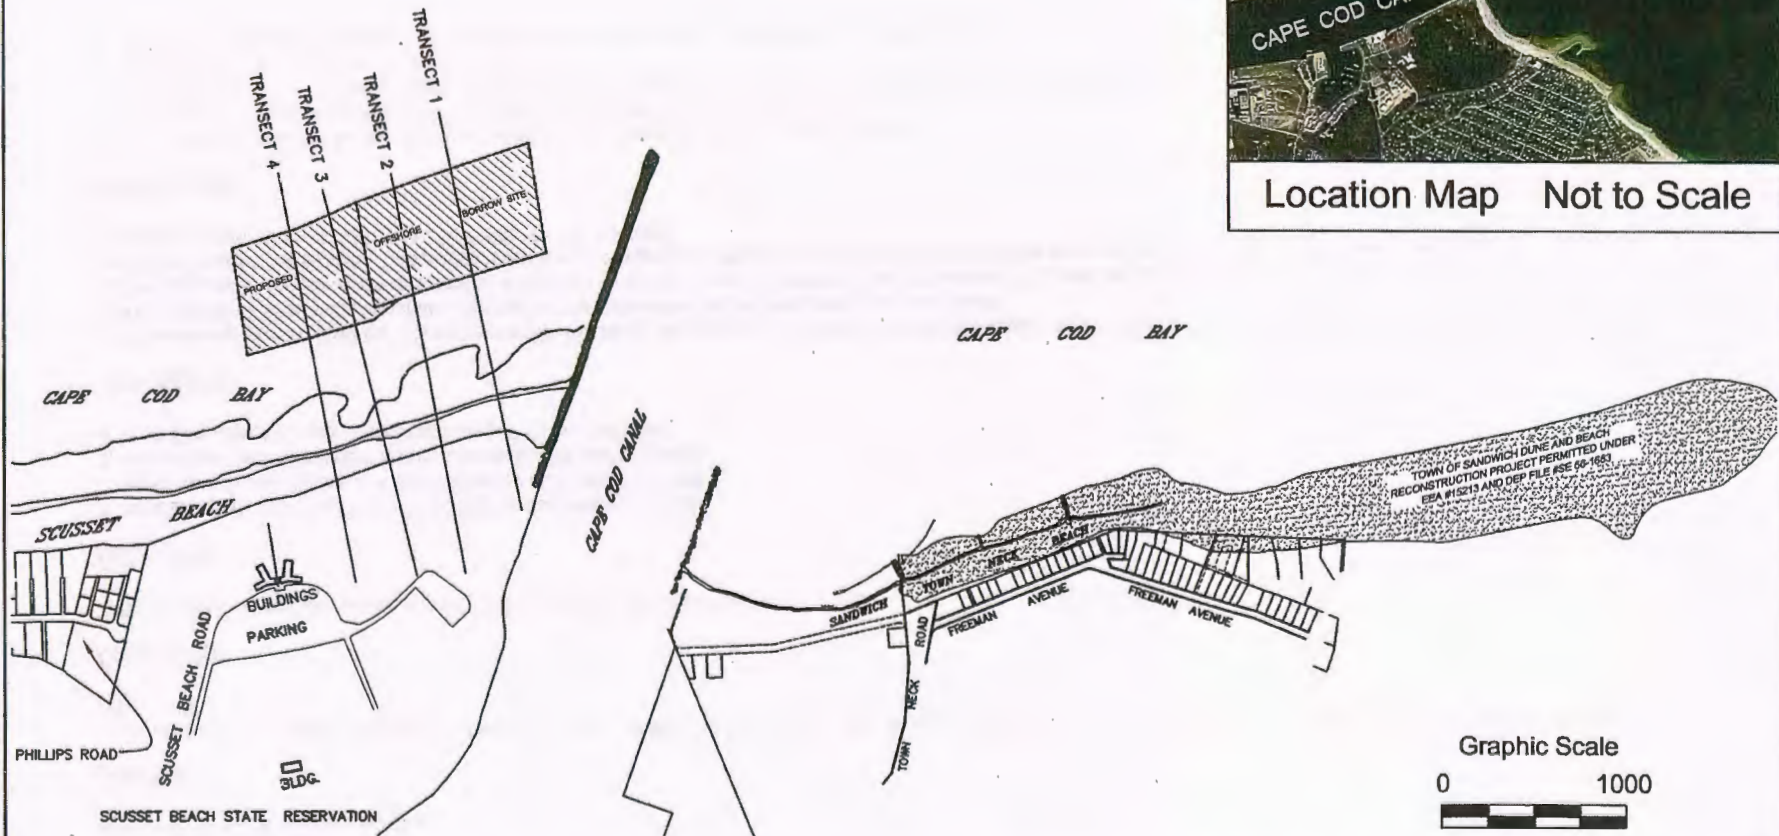 TRANSECT 1
TRANSECT 2
TRANSECT 3
TRANSECT 4
PROPOSED
OFFSHORE
BORROW SITE
CAPE COD
Location Map Not to Scale
CAPE COD BAY
CAPE COD BAY
SCUSSET BEACH
CAPE COD CANAL
TOWN OF SANDWICH DUNE AND BEACH
RECONSTRUCTION PROJECT PERMITTED UNDER
EEA #15213 AND DEP FILE #SE 66-1683
SANDWICH TOWN NECK BEACH
FREEMAN AVENUE
FREEMAN AVENUE
TOWN NECK ROAD
BUILDINGS
PARKING
SCUSSET BEACH ROAD
PHILLIPS ROAD
BLDG.
SCUSSET BEACH STATE RESERVATION
Graphic Scale
0 1000